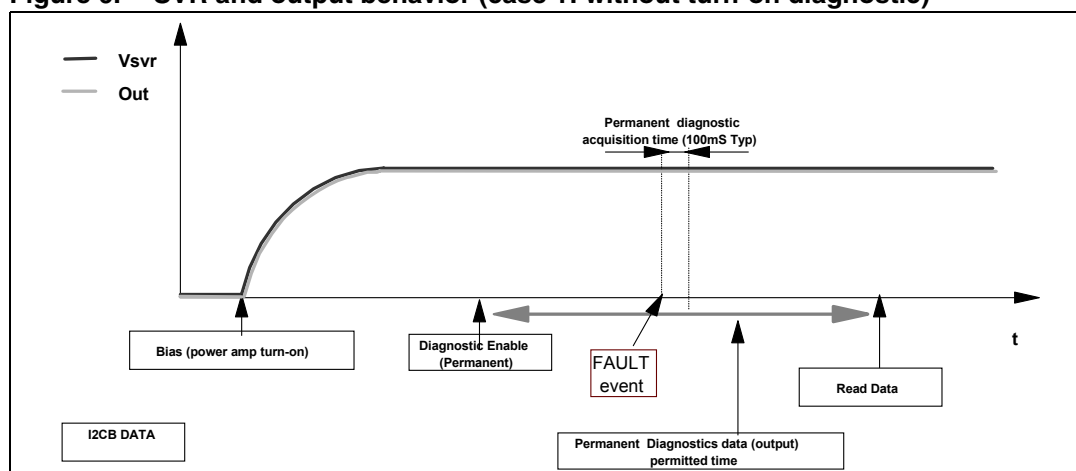 Vsvr
Out
Permanent diagnostic
acquisition time (100mS Typ)
t
Bias (power amp turn-on)
Diagnostic Enable
(Permanent)
FAULT
event
Read Data
I2CB DATA
Permanent Diagnostics data (output)
permitted time